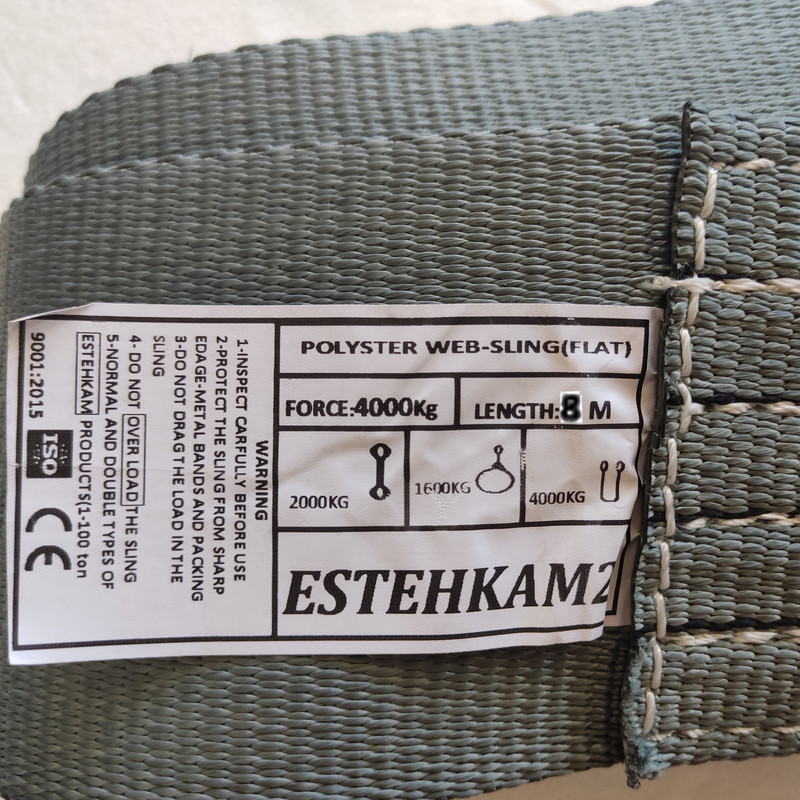 POLYSTER WEB-SLING(FLAT)
FORCE:4000Kg
LENGTH:8 M
2000KG
1600KG
4000KG
ESTEHKAM2
WARNING
1-INSPECT CARFULLY BEFORE USE
2-PROTECT THE SLING FROM SHARP
EDAGE-METAL BANDS AND PACKING
3-DO NOT DRAG THE LOAD IN THE
SLING
4- DO NOT OVER LOAD THE SLING
5-NORMAL AND DOUBLE TYPES OF
ESTEHKAM PRODUCTS(1-100 ton
9001:2015 ISO CE